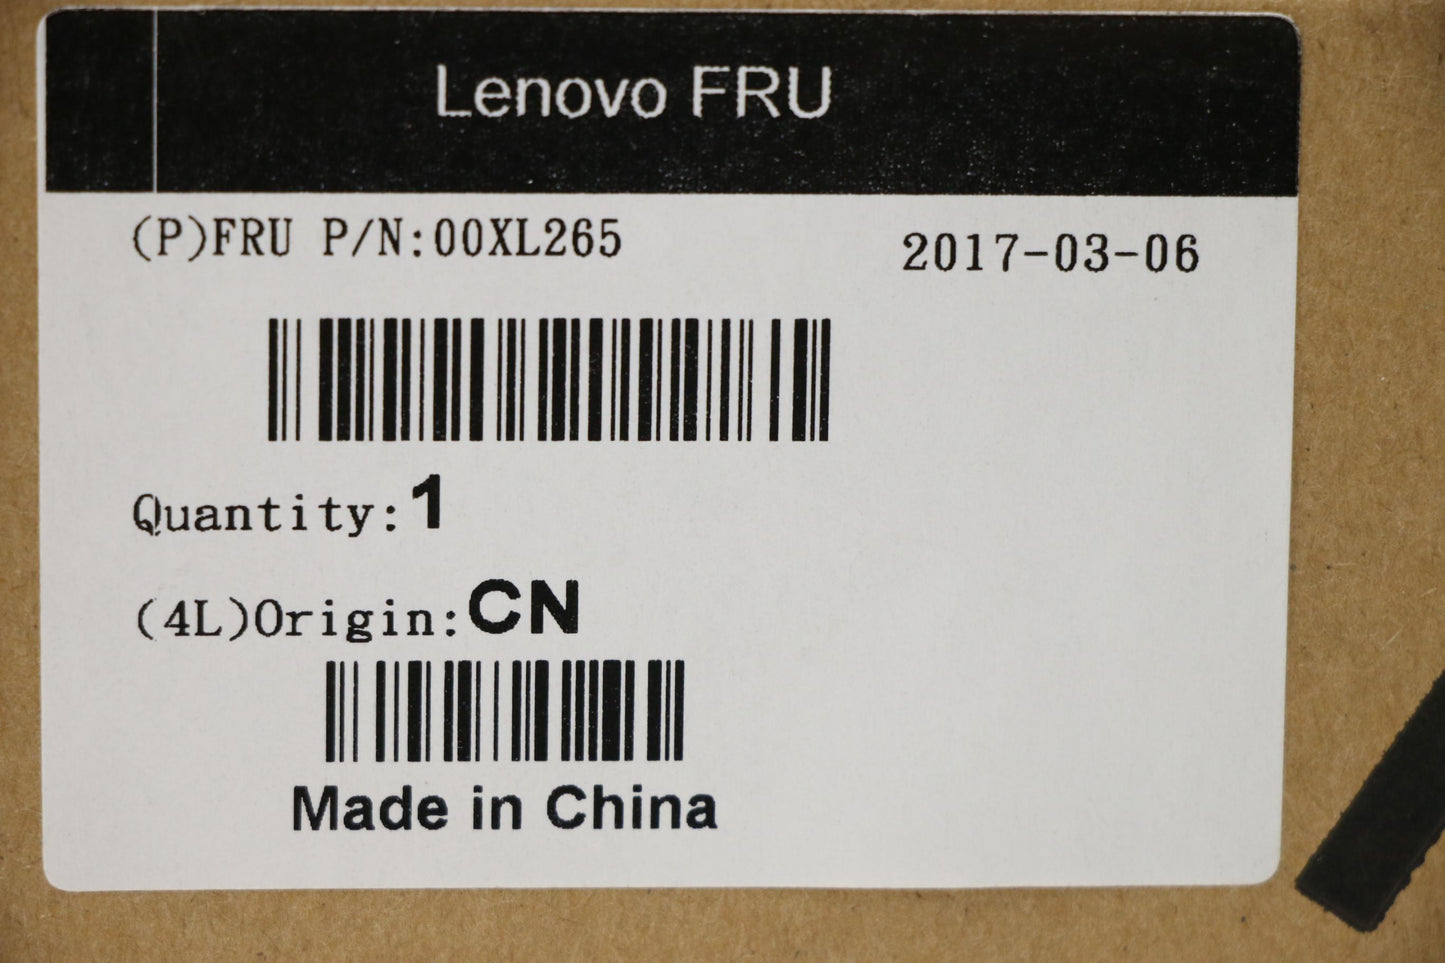 Lenovo FRU
(P)FRU P/N:00XL265
2017-03-06
Quantity:1
(4L)Origin:CN
Made in China